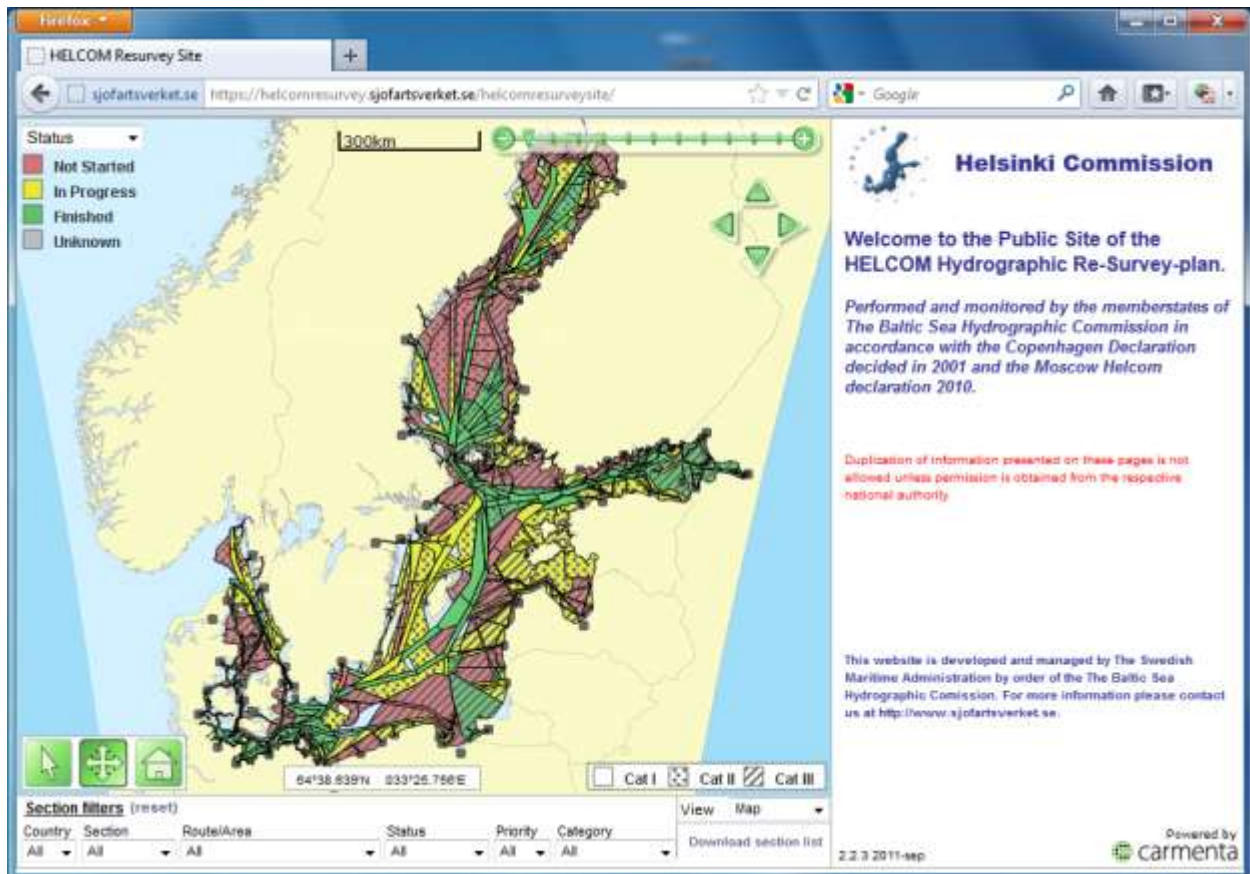 Firefox
HELCOM Resurvey Site
+
sjofartsverket.se
https://helcomresurvey.sjofartsverket.se/helcomresurveysite/
Google
Status
Not Started
In Progress
Finished
Unknown
300km
Helsinki Commission
Welcome to the Public Site of the
HELCOM Hydrographic Re-Survey-plan.
Performed and monitored by the memberstates of
The Baltic Sea Hydrographic Commission in
accordance with the Copenhagen Declaration
decided in 2001 and the Moscow Helcom
declaration 2010.
Duplication of information presented on these pages is not
allowed unless permission is obtained from the respective
national authority
This website is developed and managed by The Swedish
Maritime Administration by order of the The Baltic Sea
Hydrographic Comission. For more information please contact
us at http://www.sjofartsverket.se.
64°38.639'N 033°25.756'E
Cat I Cat II Cat III
Section filters (reset)
View Map
Country Section Route/Area Status Priority Category
All All All All All All
Download section list
2.2.3 2011-sep
Powered by
carmenta